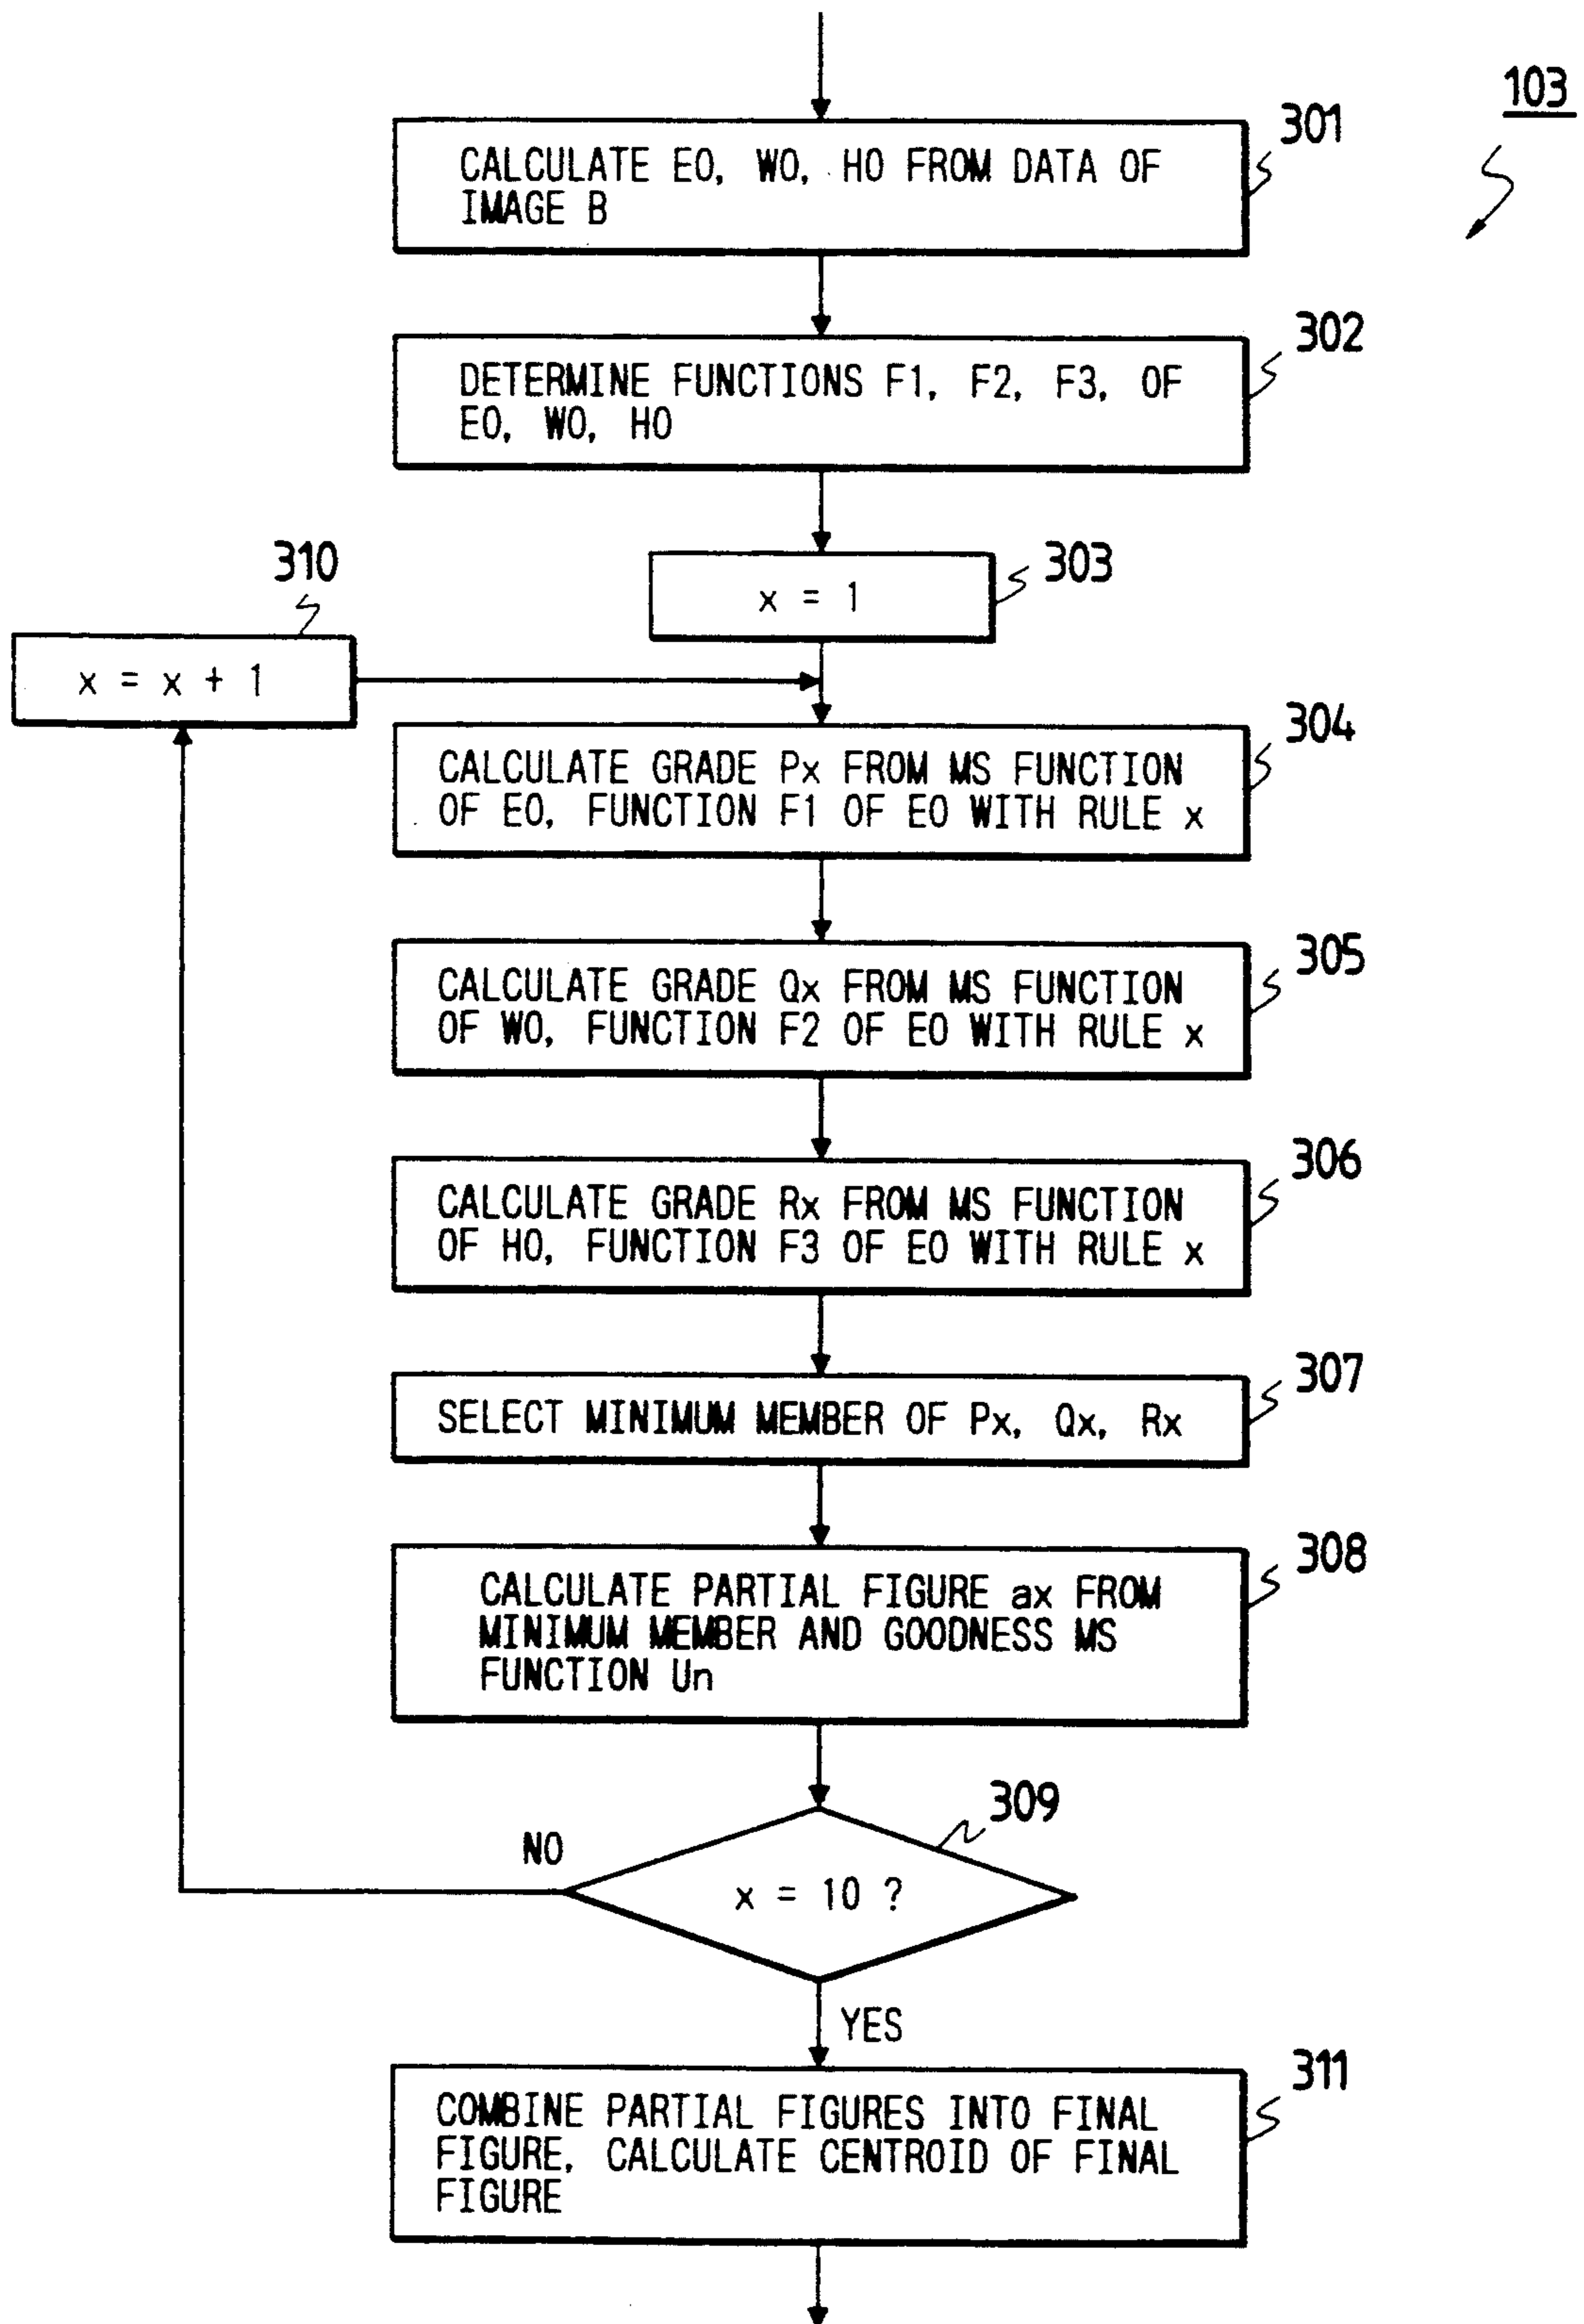 103
301
CALCULATE E0, W0, H0 FROM DATA OF
IMAGE B
302
DETERMINE FUNCTIONS F1, F2, F3, OF
E0, W0, H0
303
x = 1
310
x = x + 1
304
CALCULATE GRADE Px FROM MS FUNCTION
OF E0, FUNCTION F1 OF E0 WITH RULE x
305
CALCULATE GRADE Qx FROM MS FUNCTION
OF W0, FUNCTION F2 OF E0 WITH RULE x
306
CALCULATE GRADE Rx FROM MS FUNCTION
OF H0, FUNCTION F3 OF E0 WITH RULE x
307
SELECT MINIMUM MEMBER OF Px, Qx, Rx
308
CALCULATE PARTIAL FIGURE ax FROM
MINIMUM MEMBER AND GOODNESS MS
FUNCTION Un
309
NO
x = 10 ?
YES
311
COMBINE PARTIAL FIGURES INTO FINAL
FIGURE, CALCULATE CENTROID OF FINAL
FIGURE